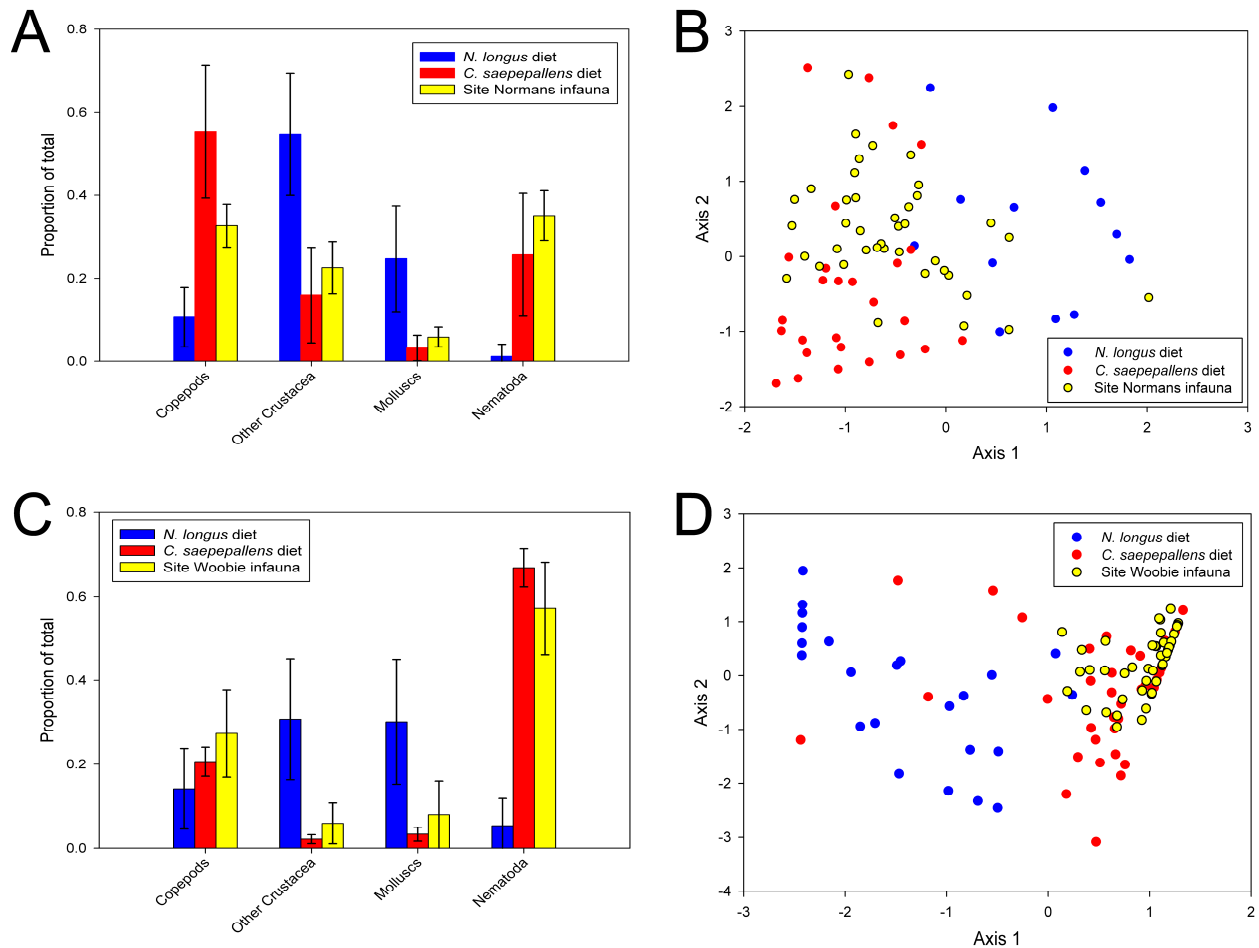 A
0.8
0.6
0.4
0.2
0.0
Proportion of total
N. longus diet
C. saepepallens diet
Site Normans infauna
Copepods
Other Crustacea
Molluscs
Nematoda
B
3
2
1
0
-1
-2
Axis 2
N. longus diet
C. saepepallens diet
Site Normans infauna
-2 -1 0 1 2 3
Axis 1
C
0.8
0.6
0.4
0.2
0.0
Proportion of total
N. longus diet
C. saepepallens diet
Site Woobie infauna
Copepods
Other Crustacea
Molluscs
Nematoda
D
3
2
1
0
-1
-2
-3
-4
Axis 2
N. longus diet
C. saepepallens diet
Site Woobie infauna
-3 -2 -1 0 1 2
Axis 1